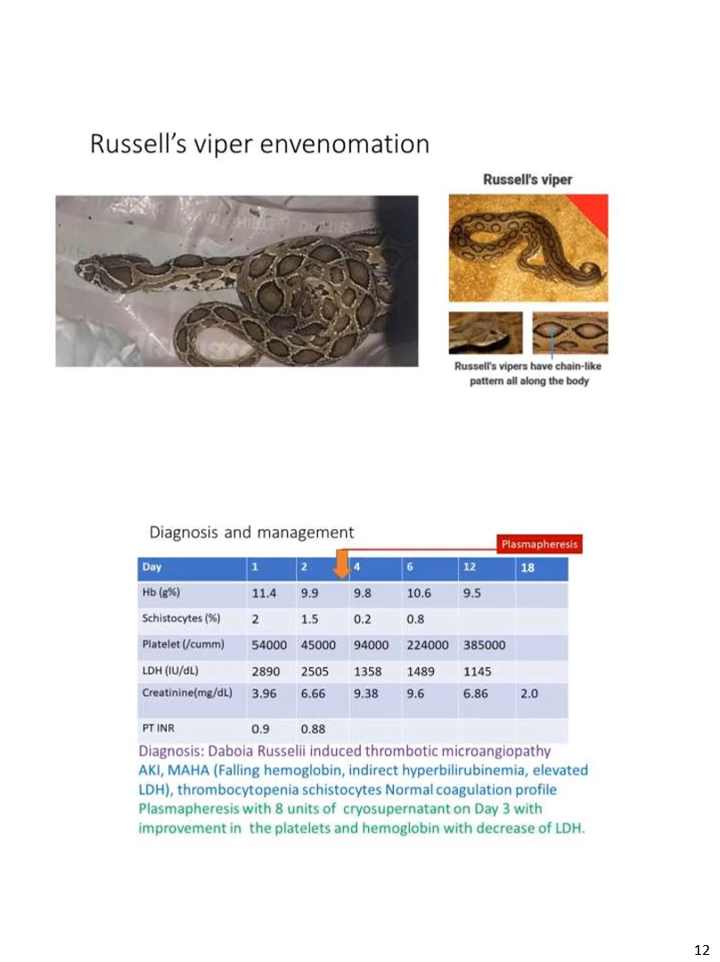 Russell's viper envenomation
Russell's viper
Russell's vipers have chain-like
pattern all along the body
Diagnosis and management
Plasmapheresis
Day 1 2 4 6 12 18
Hb (g%) 11.4 9.9 9.8 10.6 9.5
Schistocytes (%) 2 1.5 0.2 0.8
Platelet (/cumm) 54000 45000 94000 224000 385000
LDH (IU/dL) 2890 2505 1358 1489 1145
Creatinine(mg/dL) 3.96 6.66 9.38 9.6 6.86 2.0
PT INR 0.9 0.88
Diagnosis: Daboia Russelii induced thrombotic microangiopathy
AKI, MAHA (Falling hemoglobin, indirect hyperbilirubinemia, elevated
LDH), thrombocytopenia schistocytes Normal coagulation profile
Plasmapheresis with 8 units of cryosupernatant on Day 3 with
improvement in the platelets and hemoglobin with decrease of LDH.
12